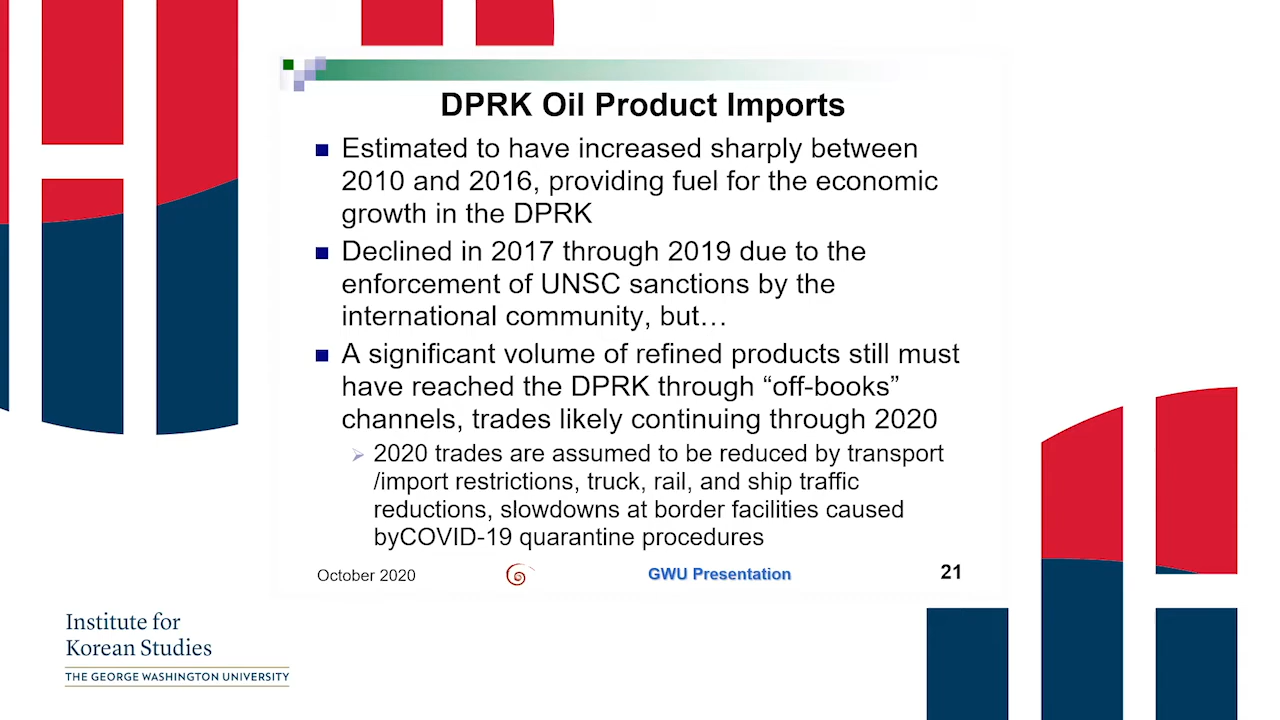 DPRK Oil Product Imports
Estimated to have increased sharply between
2010 and 2016, providing fuel for the economic
growth in the DPRK
Declined in 2017 through 2019 due to the
enforcement of UNSC sanctions by the
international community, but…
A significant volume of refined products still must
have reached the DPRK through “off-books”
channels, trades likely continuing through 2020
2020 trades are assumed to be reduced by transport
/import restrictions, truck, rail, and ship traffic
reductions, slowdowns at border facilities caused
byCOVID-19 quarantine procedures
October 2020
GWU Presentation
21
Institute for
Korean Studies
THE GEORGE WASHINGTON UNIVERSITY